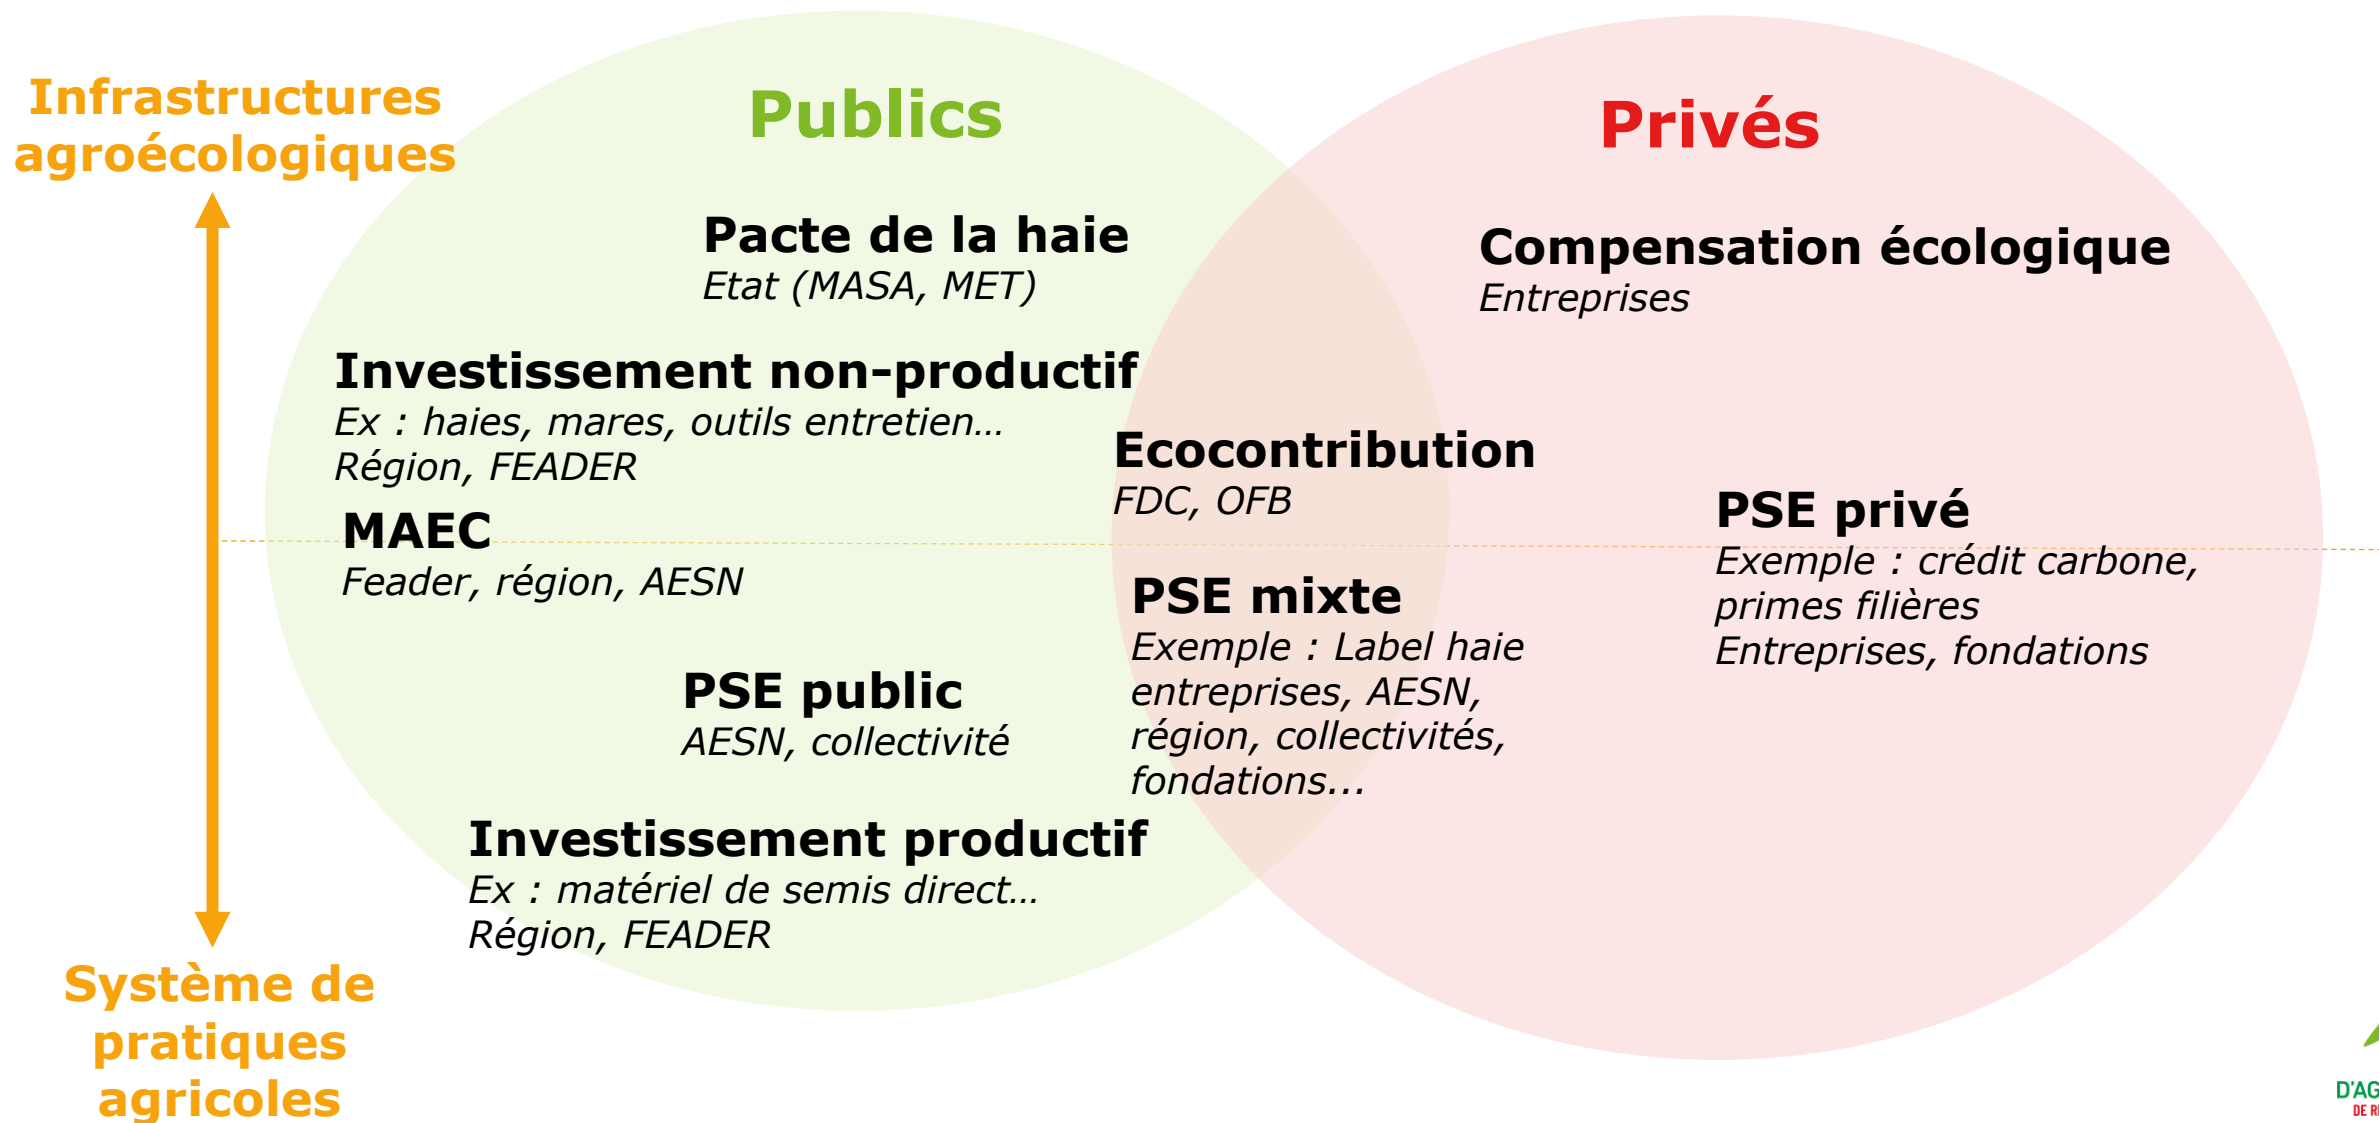 Infrastructures
agroécologiques
Système de
pratiques
agricoles
Publics
Pacte de la haie
Etat (MASA, MET)
Investissement non-productif
Ex : haies, mares, outils entretien...
Région, FEADER
MAEC
Feader, région, AESN
PSE public
AESN, collectivité
Investissement productif
Ex : matériel de semis direct...
Région, FEADER
Ecocontribution
FDC, OFB
PSE mixte
Exemple : Label haie
entreprises, AESN,
région, collectivités,
fondations...
Privés
Compensation écologique
Entreprises
PSE privé
Exemple : crédit carbone,
primes filières
Entreprises, fondations